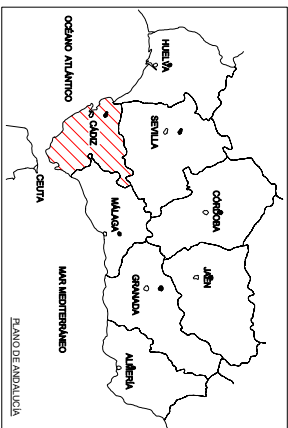 HUELVA
OCÉANO ATLÁNTICO
SEVILLA
CÁDIZ
CEUTA
CÓRDOBA
MÁLAGA
JAÉN
GRANADA
MAR MEDITERRÁNEO
ALMERÍA
PLANO DE ANDALUCÍA